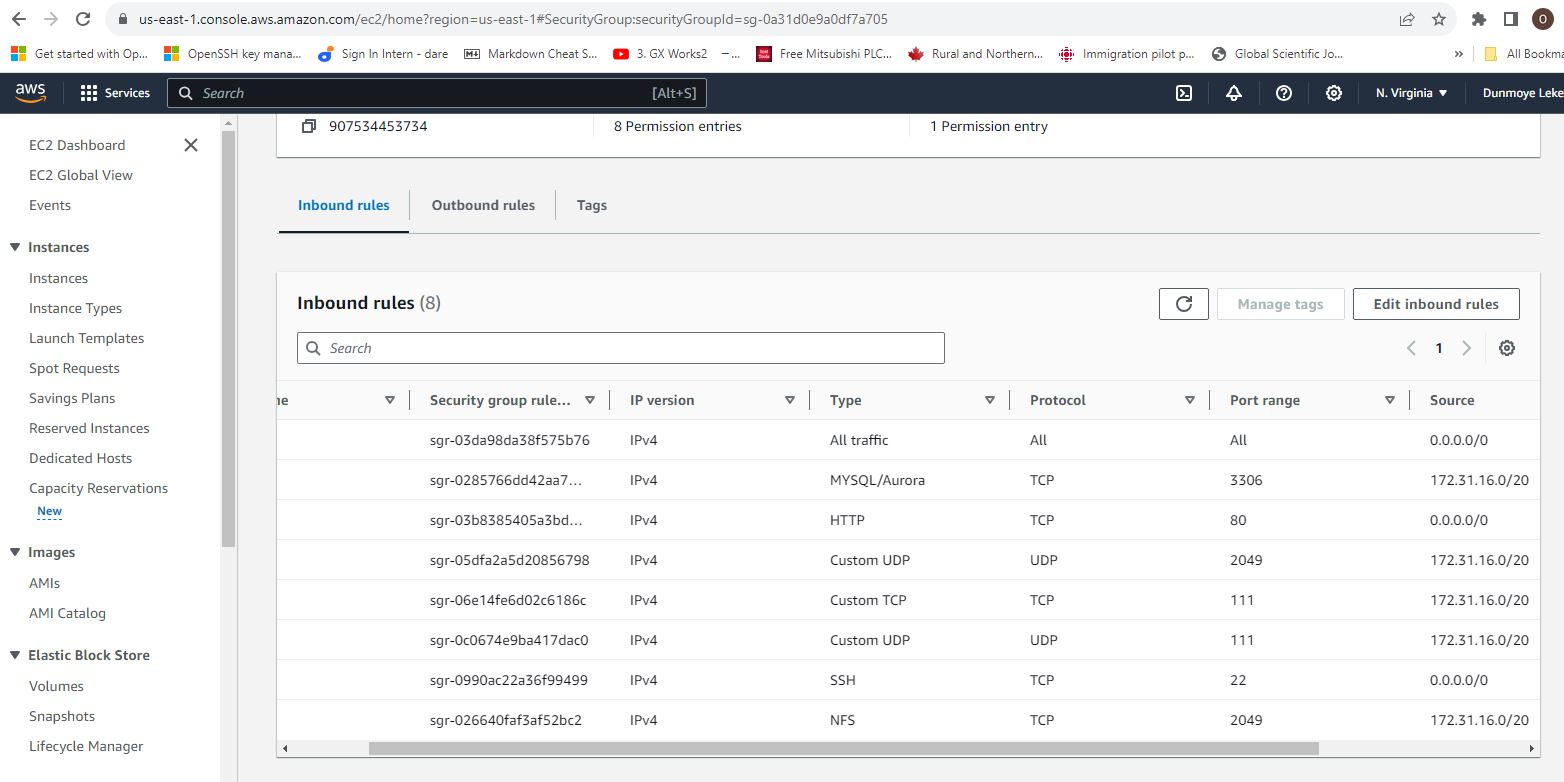 us-east-1.console.aws.amazon.com/ec2/home?region=us-east-1#SecurityGroup:securityGroupId=sg-0a31d0e9a0df7a705
O
Get started with Op... OpenSSH key mana... Sign In Intern - dare Markdown Cheat S... 3. GX Works2 —... Free Mitsubishi PLC... Rural and Northern... Immigration pilot p... Global Scientific Jo... » All Bookma
aws Services Search [Alt+S] N. Virginia Dunmoye Leke
907534453734 8 Permission entries 1 Permission entry
EC2 Dashboard
EC2 Global View
Events
Instances
Instances
Instance Types
Launch Templates
Spot Requests
Savings Plans
Reserved Instances
Dedicated Hosts
Capacity Reservations
New
Images
AMIs
AMI Catalog
Elastic Block Store
Volumes
Snapshots
Lifecycle Manager
Inbound rules Outbound rules Tags
Inbound rules (8) Manage tags Edit inbound rules
Search 1
ne Security group rule... IP version Type Protocol Port range Source
sgr-03da98da38f575b76 IPv4 All traffic All All 0.0.0.0/0
sgr-0285766dd42aa7... IPv4 MYSQL/Aurora TCP 3306 172.31.16.0/20
sgr-03b8385405a3bd... IPv4 HTTP TCP 80 0.0.0.0/0
sgr-05dfa2a5d20856798 IPv4 Custom UDP UDP 2049 172.31.16.0/20
sgr-06e14fe6d02c6186c IPv4 Custom TCP TCP 111 172.31.16.0/20
sgr-0c0674e9ba417dac0 IPv4 Custom UDP UDP 111 172.31.16.0/20
sgr-0990ac22a36f99499 IPv4 SSH TCP 22 0.0.0.0/0
sgr-026640faf3af52bc2 IPv4 NFS TCP 2049 172.31.16.0/20